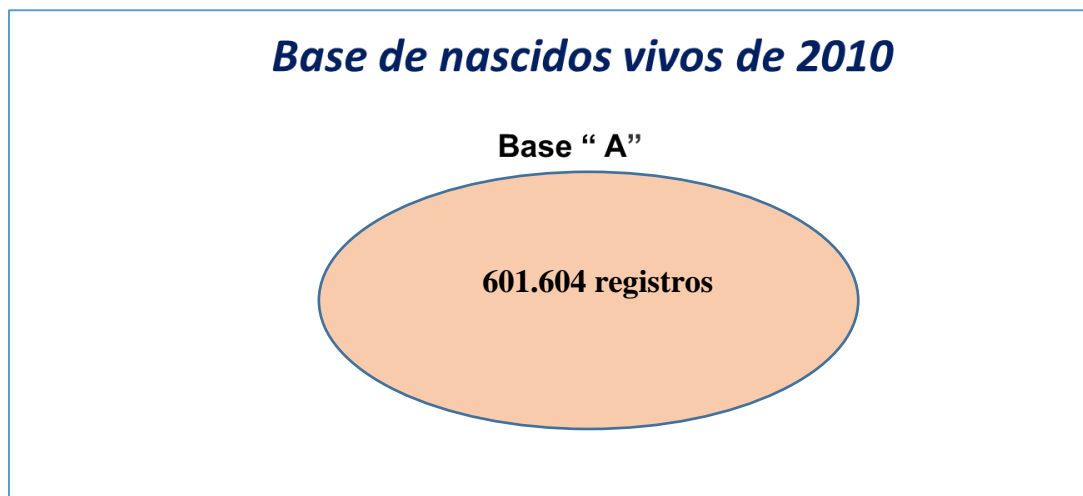 Base de nascidos vivos de 2010
Base “ A”
601.604 registros